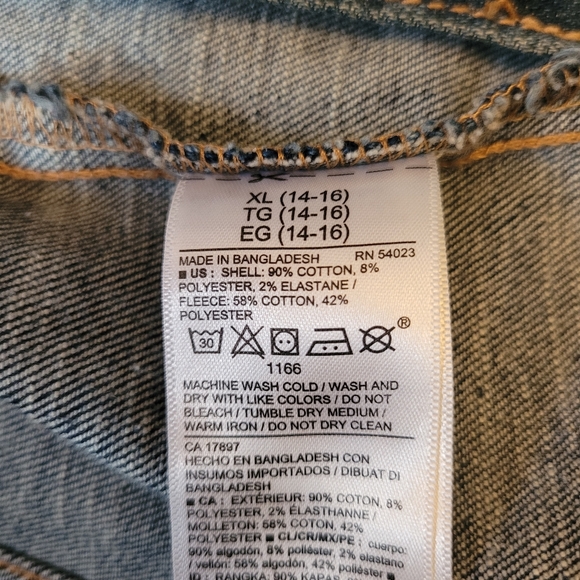 XL (14-16)
TG (14-16)
EG (14-16)
MADE IN BANGLADESH RN 54023
■ US : SHELL: 90% COTTON, 8%
POLYESTER, 2% ELASTANE /
FLEECE: 58% COTTON, 42%
POLYESTER
30 ®
1166
MACHINE WASH COLD / WASH AND
DRY WITH LIKE COLORS / DO NOT
BLEACH / TUMBLE DRY MEDIUM /
WARM IRON / DO NOT DRY CLEAN
CA 17897
HECHO EN BANGLADESH CON
INSUMOS IMPORTADOS / DIBUAT DI
BANGLADESH
■ CA : EXTÉRIEUR: 90% COTON, 8%
POLYESTER, 2% ÉLASTHANNE /
MOLLETON: 58% COTON, 42%
POLYESTER ■ CL/CR/MX/PE : cuerpo:
90% algodón, 8% poliéster, 2% elastano
/ vellón: 58% algodón, 42% poliéster ■
ID : RANGKA: 90% KAPAS